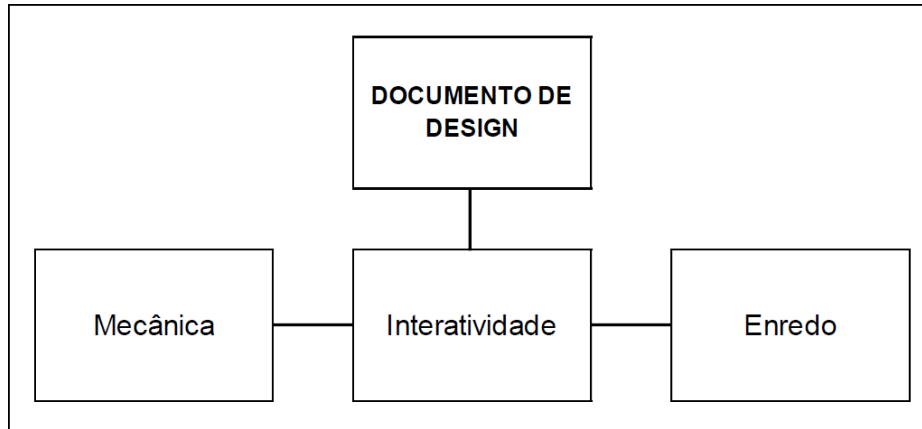 DOCUMENTO DE
DESIGN
Mecânica
Interatividade
Enredo